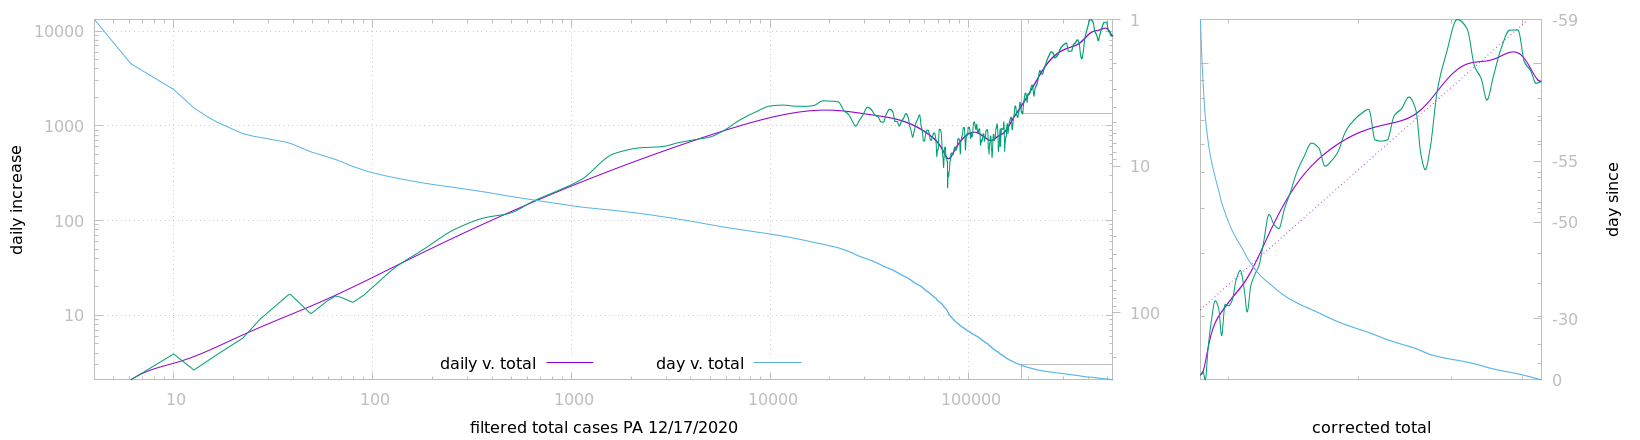 10000
1000
100
10
daily increase
10
100
1000
10000
100000
filtered total cases PA 12/17/2020
daily v. total
day v. total
1
10
100
-59
-55
-50
-30
0
day since
corrected total